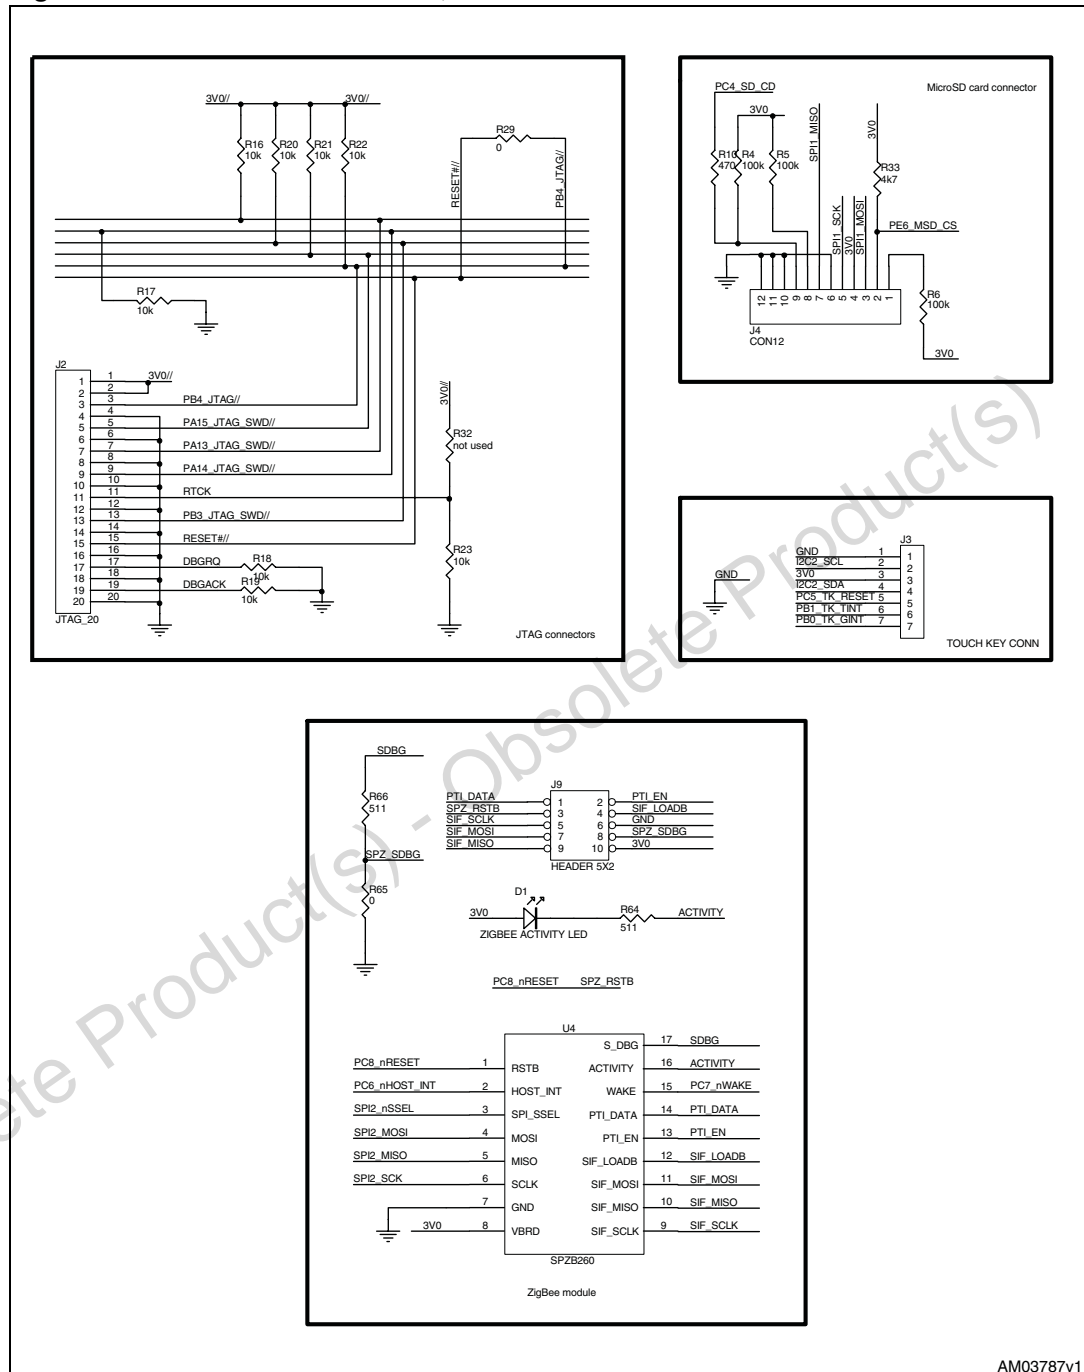 3V0//
3V0//
R16
10k
R20
10k
R21
10k
R22
10k
R29
0
RESET#//
PB4_JTAG//
R17
10k
J2
JTAG_20
1 1 3V0//
2 2
3 3 PB4_JTAG//
4 4
5 5 PA15_JTAG_SWD//
6 6
7 7 PA13_JTAG_SWD//
8 8
9 9 PA14_JTAG_SWD//
10 10
11 11 RTCK
12 12
13 13 PB3_JTAG_SWD//
14 14
15 15 RESET#//
16 16
17 17 DBGRQ
18 18
19 19 DBGACK
20 20
R18
10k
R19
10k
3V0//
R32
not used
R23
10k
JTAG connectors
MicroSD card connector
PC4_SD_CD
3V0
R10
470
R4
100k
R5
100k
SPI1_MISO
SPI1_SCK
3V0
SPI1_MOSI
3V0
R33
4k7
PE6_MSD_CS
12 11 10 9 8 7 6 5 4 3 2 1
J4
CON12
R6
100k
3V0
J3
GND 1 1
I2C2_SCL 2 2
3V0 3 3
I2C2_SDA 4 4
PC5_TK_RESET 5 5
PB1_TK_TINT 6 6
PB0_TK_GINT 7 7
GND
TOUCH KEY CONN
SDBG
R66
511
SPZ_SDBG
R65
0
J9
PTI_DATA 1 2 PTI_EN
SPZ_RSTB 3 4 SIF_LOADB
SIF_SCLK 5 6 GND
SIF_MOSI 7 8 SPZ_SDBG
SIF_MISO 9 10 3V0
HEADER 5X2
D1
3V0
R64
511
ACTIVITY
ZIGBEE ACTIVITY LED
PC8_nRESET SPZ_RSTB
U4
S_DBG 17 SDBG
PC8_nRESET 1 RSTB ACTIVITY 16 ACTIVITY
PC6_nHOST_INT 2 HOST_INT WAKE 15 PC7_nWAKE
SPI2_nSSEL 3 SPI_SSEL PTI_DATA 14 PTI_DATA
SPI2_MOSI 4 MOSI PTI_EN 13 PTI_EN
SPI2_MISO 5 MISO SIF_LOADB 12 SIF_LOADB
SPI2_SCK 6 SCLK SIF_MOSI 11 SIF_MOSI
7 GND SIF_MISO 10 SIF_MISO
3V0 8 VBRD SIF_SCLK 9 SIF_SCLK
SPZB260
ZigBee module
AM03787v1
Obsolete Product(s) - Obsolete Product(s)